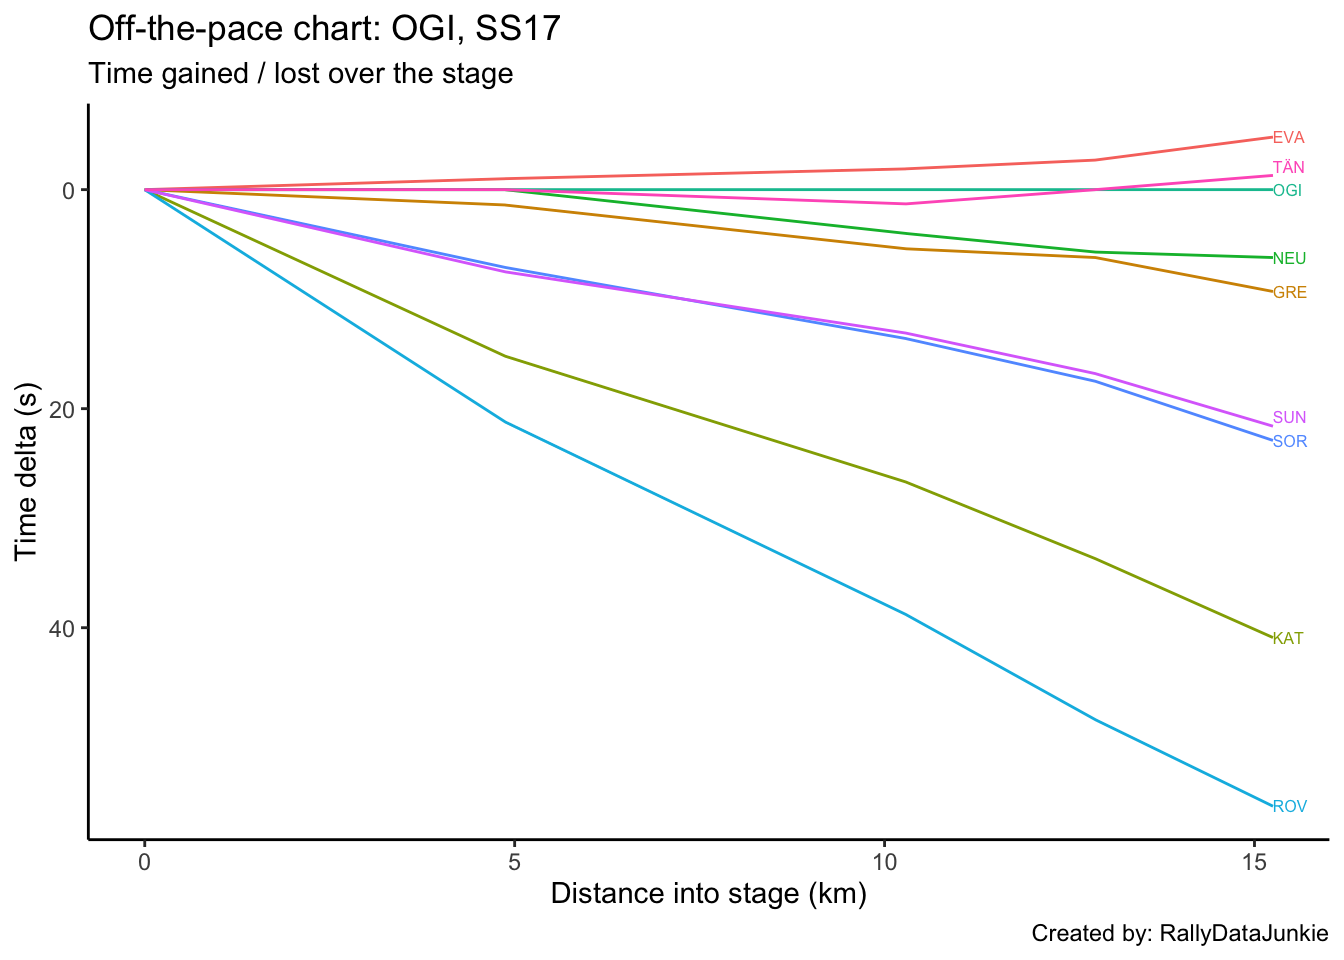 Off-the-pace chart: OGI, SS17
Time gained / lost over the stage
EVA
TÄN
0
OGI
NEU
GRE
20
SUN
SOR
40
KAT
ROV
Time delta (s)
0 5 10 15
Distance into stage (km)
Created by: RallyDataJunkie